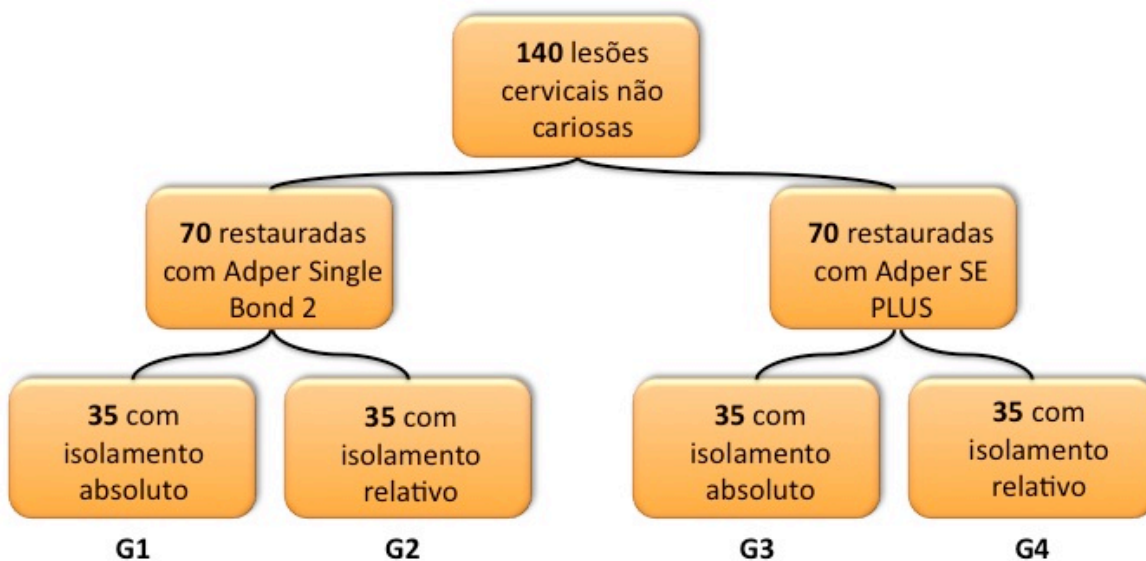 140 lesões
cervicais não
cariosas
70 restauradas
com Adper Single
Bond 2
70 restauradas
com Adper SE
PLUS
35 com
isolamento
absoluto
35 com
isolamento
relativo
35 com
isolamento
absoluto
35 com
isolamento
relativo
G1
G2
G3
G4